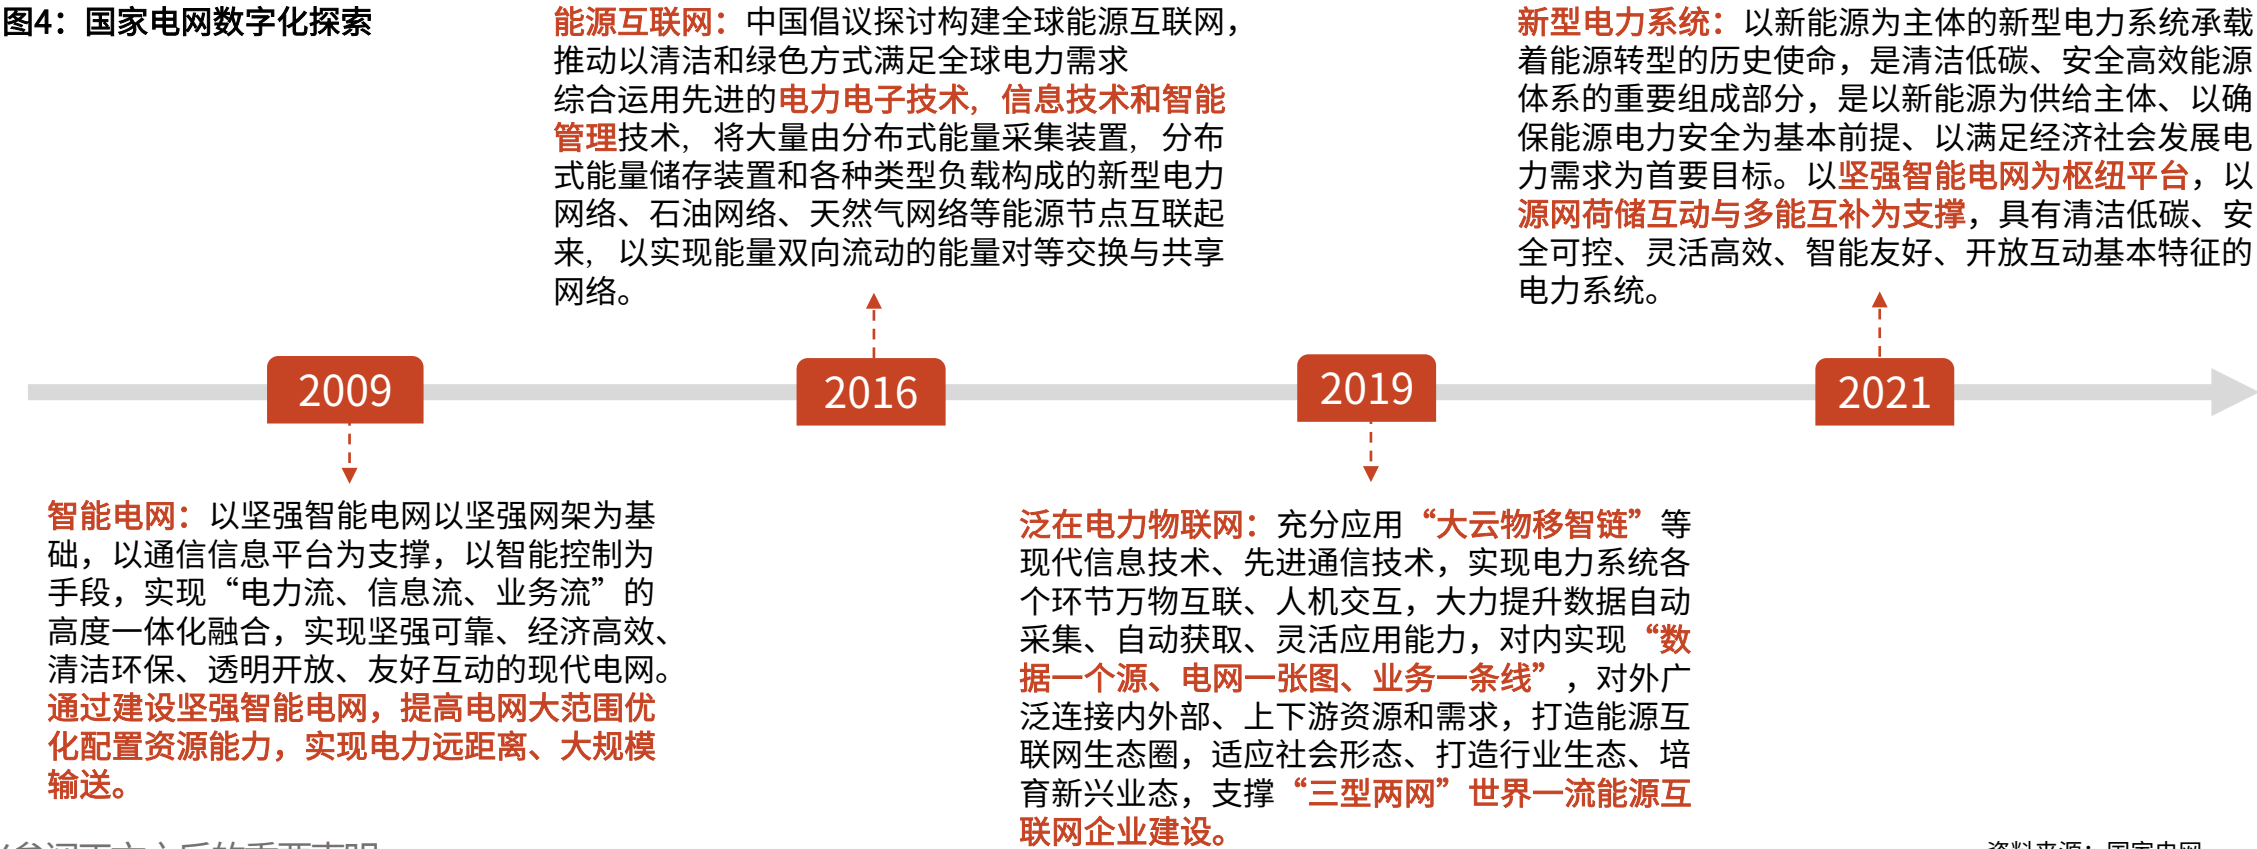 图4：国家电网数字化探索
能源互联网：中国倡议探讨构建全球能源互联网，
推动以清洁和绿色方式满足全球电力需求
综合运用先进的电力电子技术, 信息技术和智能
管理技术, 将大量由分布式能量采集装置, 分布
式能量储存装置和各种类型负载构成的新型电力
网络、石油网络、天然气网络等能源节点互联起
来, 以实现能量双向流动的能量对等交换与共享
网络。
新型电力系统：以新能源为主体的新型电力系统承载
着能源转型的历史使命，是清洁低碳、安全高效能源
体系的重要组成部分，是以新能源为供给主体、以确
保能源电力安全为基本前提、以满足经济社会发展电
力需求为首要目标。以坚强智能电网为枢纽平台，以
源网荷储互动与多能互补为支撑，具有清洁低碳、安
全可控、灵活高效、智能友好、开放互动基本特征的
电力系统。
2009
2016
2019
2021
智能电网：以坚强智能电网以坚强网架为基
础，以通信信息平台为支撑，以智能控制为
手段，实现“电力流、信息流、业务流”的
高度一体化融合，实现坚强可靠、经济高效、
清洁环保、透明开放、友好互动的现代电网。
通过建设坚强智能电网，提高电网大范围优
化配置资源能力，实现电力远距离、大规模
输送。
泛在电力物联网：充分应用“大云物移智链”等
现代信息技术、先进通信技术，实现电力系统各
个环节万物互联、人机交互，大力提升数据自动
采集、自动获取、灵活应用能力，对内实现“数
据一个源、电网一张图、业务一条线”，对外广
泛连接内外部、上下游资源和需求，打造能源互
联网生态圈，适应社会形态、打造行业生态、培
育新兴业态，支撑“三型两网”世界一流能源互
联网企业建设。
资料来源：国家电网